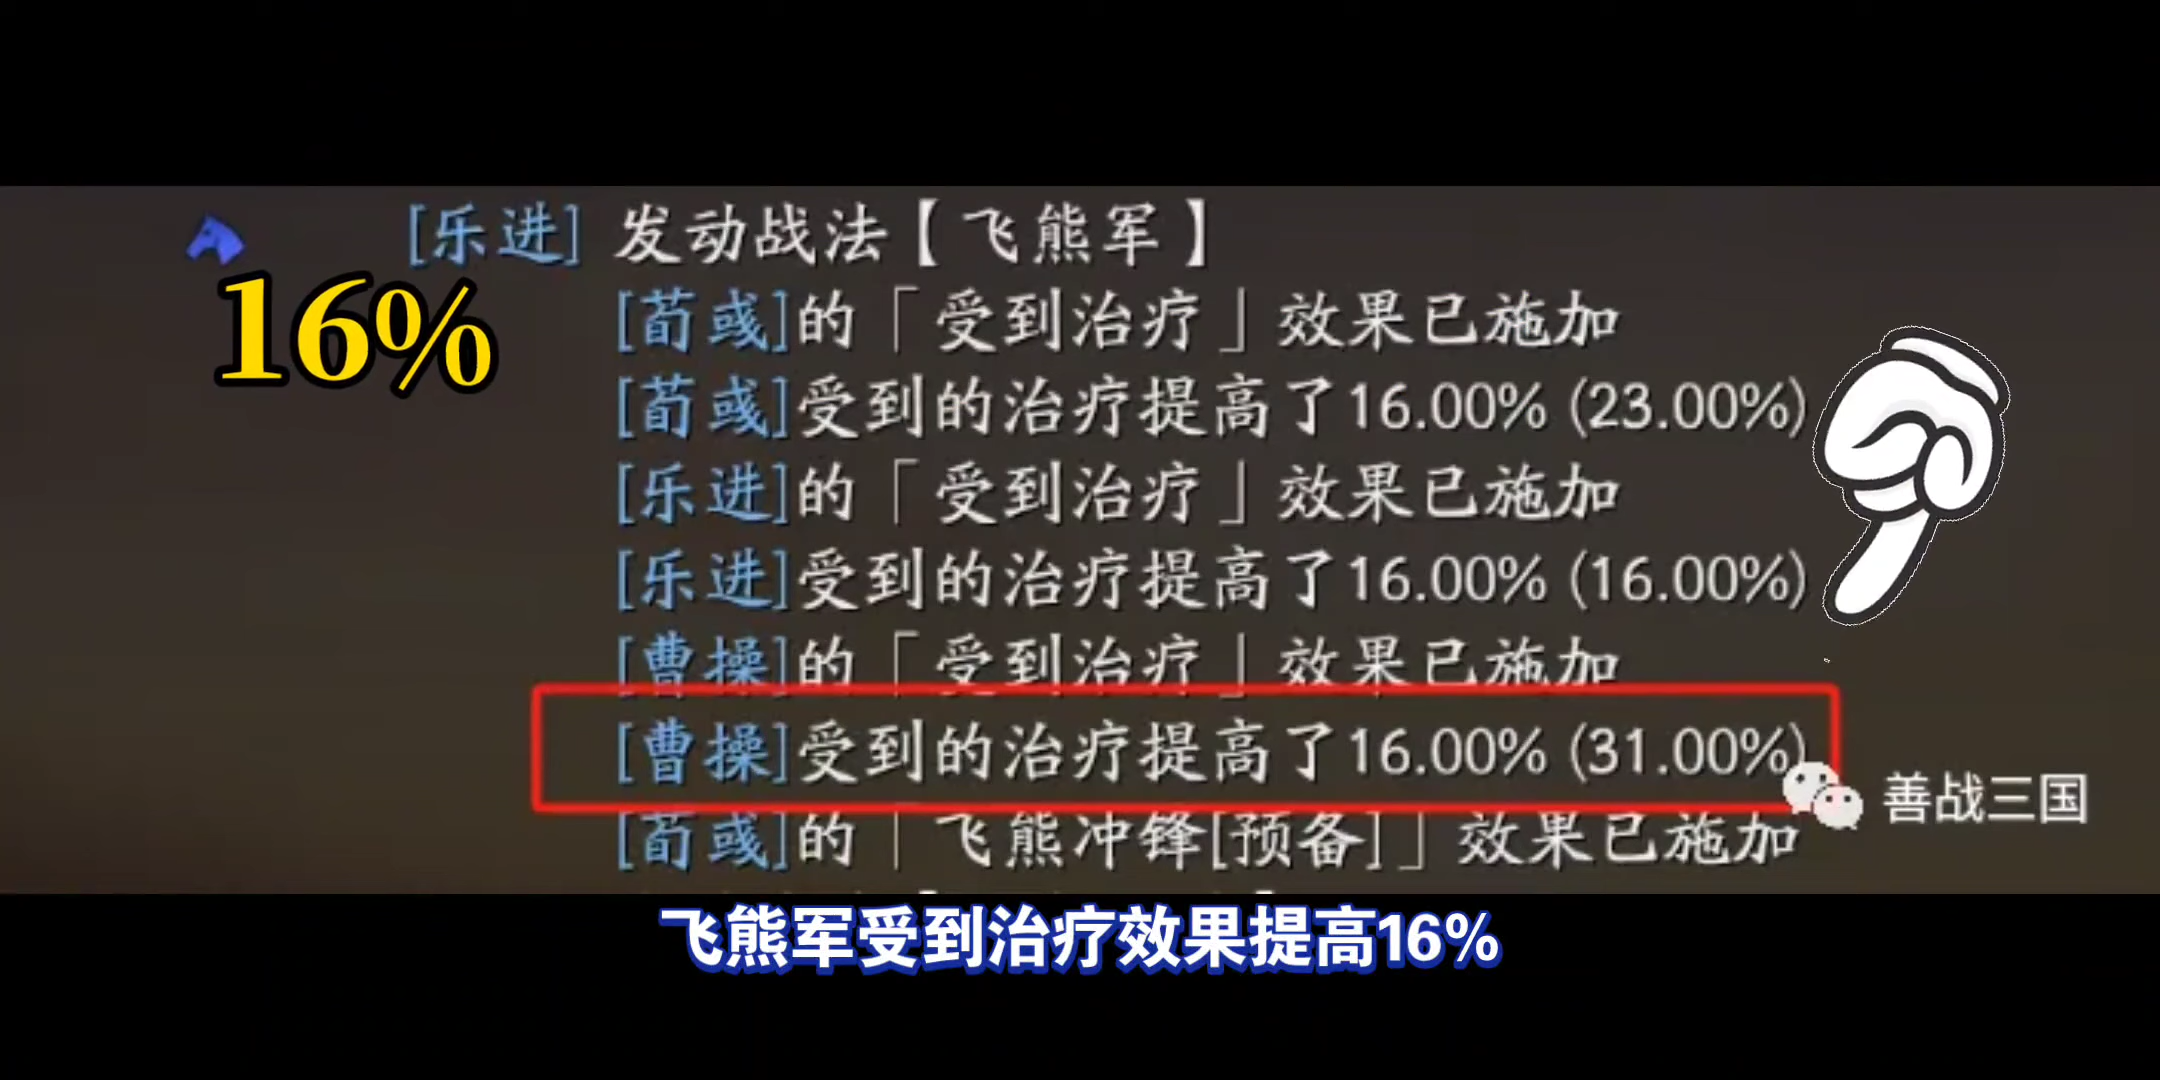 [乐进] 发动战法【飞熊军】
16%
[荀彧]的「受到治疗」效果已施加
[荀彧]受到的治疗提高了16.00% (23.00%)
[乐进]的「受到治疗」效果已施加
[乐进]受到的治疗提高了16.00% (16.00%)
[曹操]的「受到治疗」效果已施加
[曹操]受到的治疗提高了16.00% (31.00%)
善战三国
[荀彧]的「飞熊冲锋[预备]」效果已施加
飞熊军受到治疗效果提高16%